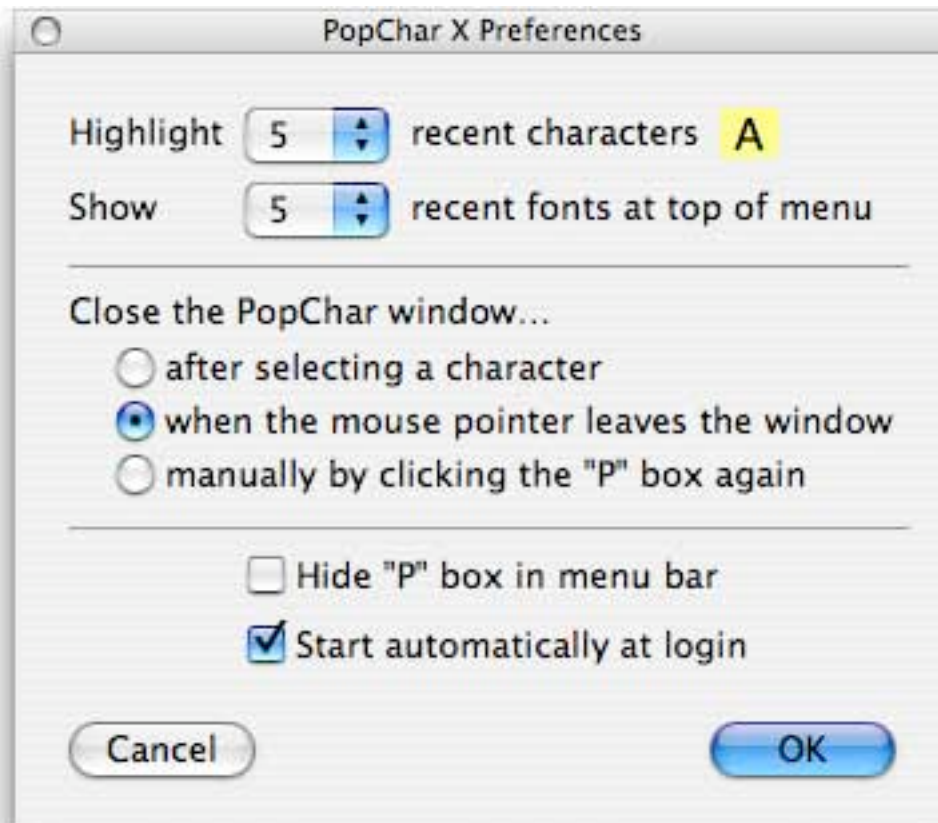 PopChar X Preferences
Highlight 5 recent characters A
Show 5 recent fonts at top of menu
Close the PopChar window...
after selecting a character
when the mouse pointer leaves the window
manually by clicking the "P" box again
Hide "P" box in menu bar
Start automatically at login
Cancel OK